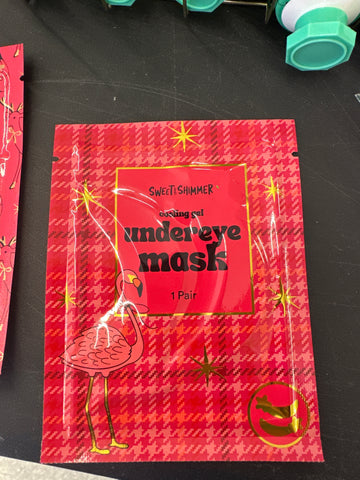 SWEET & SHIMMER
cooling gel
undereye
mask
1 Pair